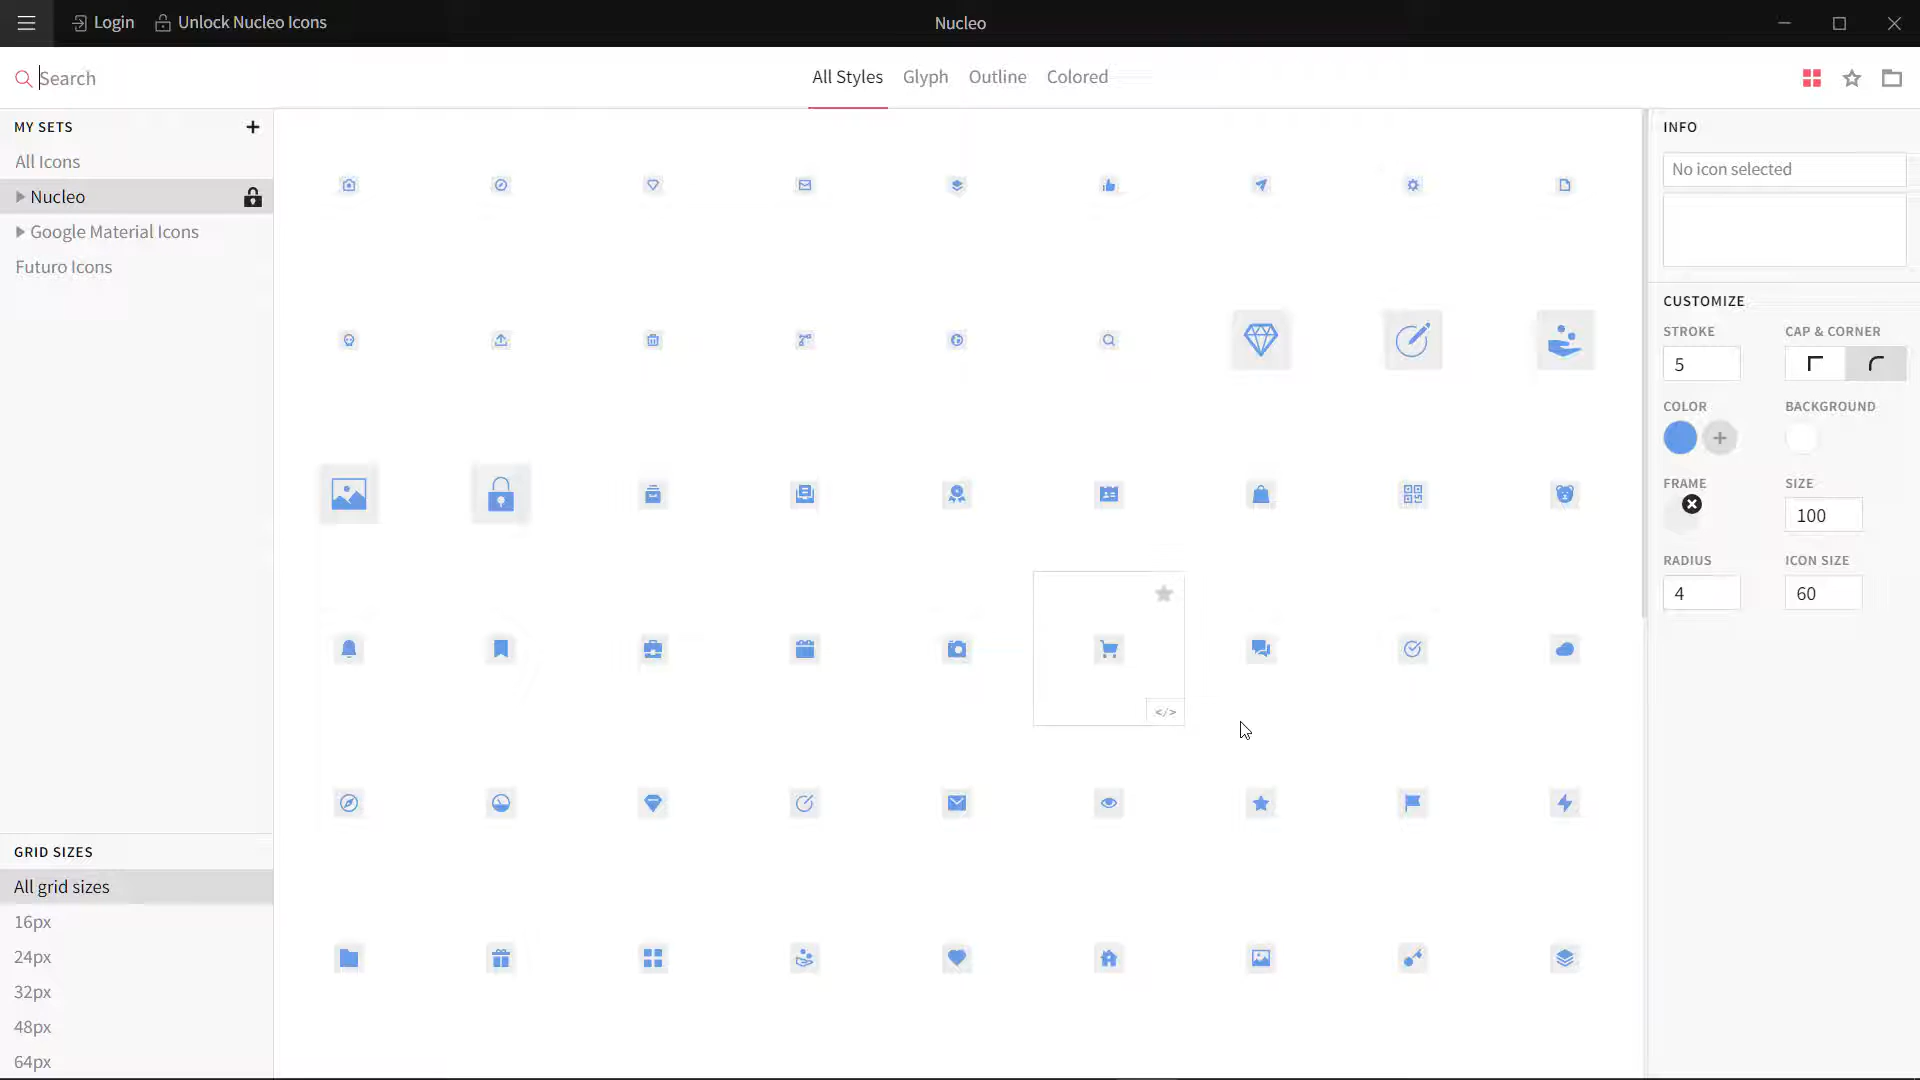 Login
Unlock Nucleo Icons
Nucleo
Search
All Styles
Glyph
Outline
Colored
MY SETS
All Icons
Nucleo
Google Material Icons
Futuro Icons
GRID SIZES
All grid sizes
16px
24px
32px
48px
64px
</>
INFO
No icon selected
CUSTOMIZE
STROKE
CAP & CORNER
5
COLOR
BACKGROUND
FRAME
SIZE
100
RADIUS
ICON SIZE
4
60